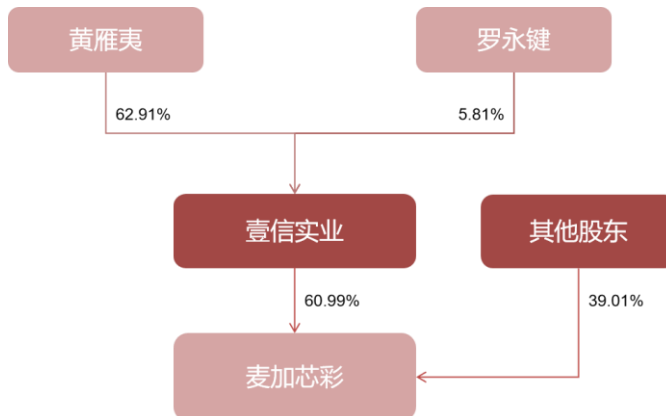 黄雁夷
罗永键
62.91%
5.81%
壹信实业
其他股东
60.99%
39.01%
麦加芯彩